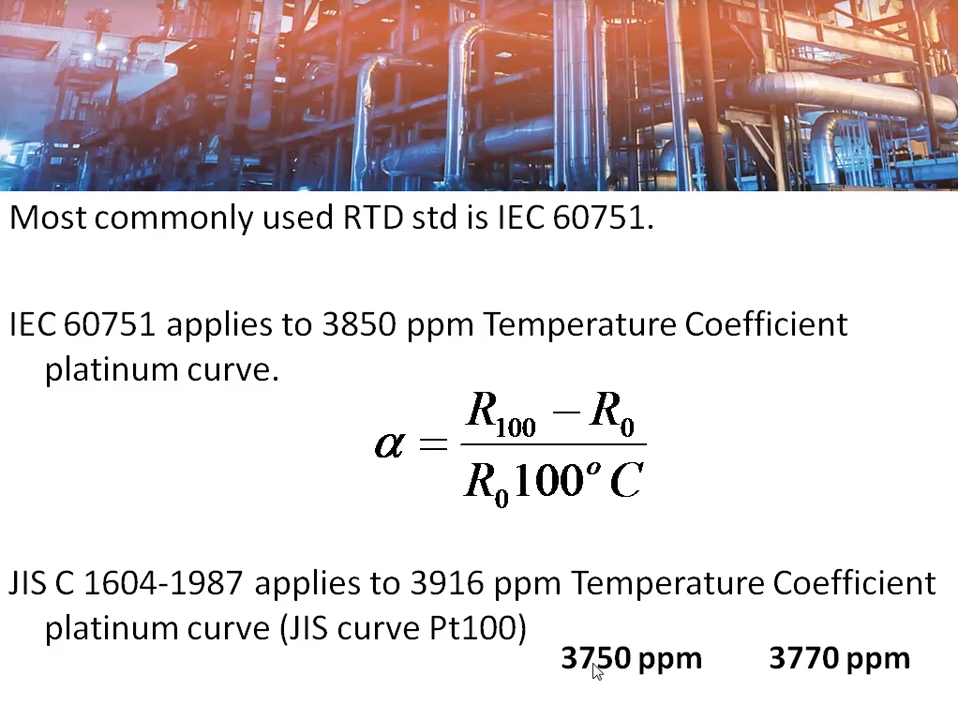 Most commonly used RTD std is IEC 60751.
IEC 60751 applies to 3850 ppm Temperature Coefficient
platinum curve.
α = (R₁₀₀ − R₀) / (R₀100°C)
JIS C 1604-1987 applies to 3916 ppm Temperature Coefficient
platinum curve (JIS curve Pt100)
3750 ppm 3770 ppm